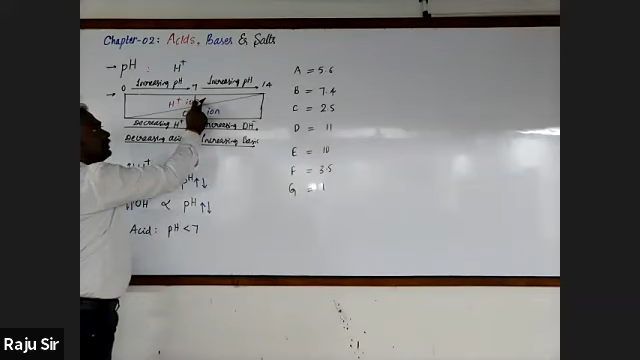 Chapter-02: Acids, Bases & Salts
→ pH : H⁺
0 Increasing pH 7 Increasing pH 14
→ H⁺ ion
ion
Decreasing H⁺ Increasing OH
Decreasing acid Increasing basic
H⁺
pH ↑↓
OH ∝ pH ↑↓
Acid: pH < 7
A = 5.6
B = 7.4
C = 2.5
D = 11
E = 10
F = 3.5
G = 1
Raju Sir